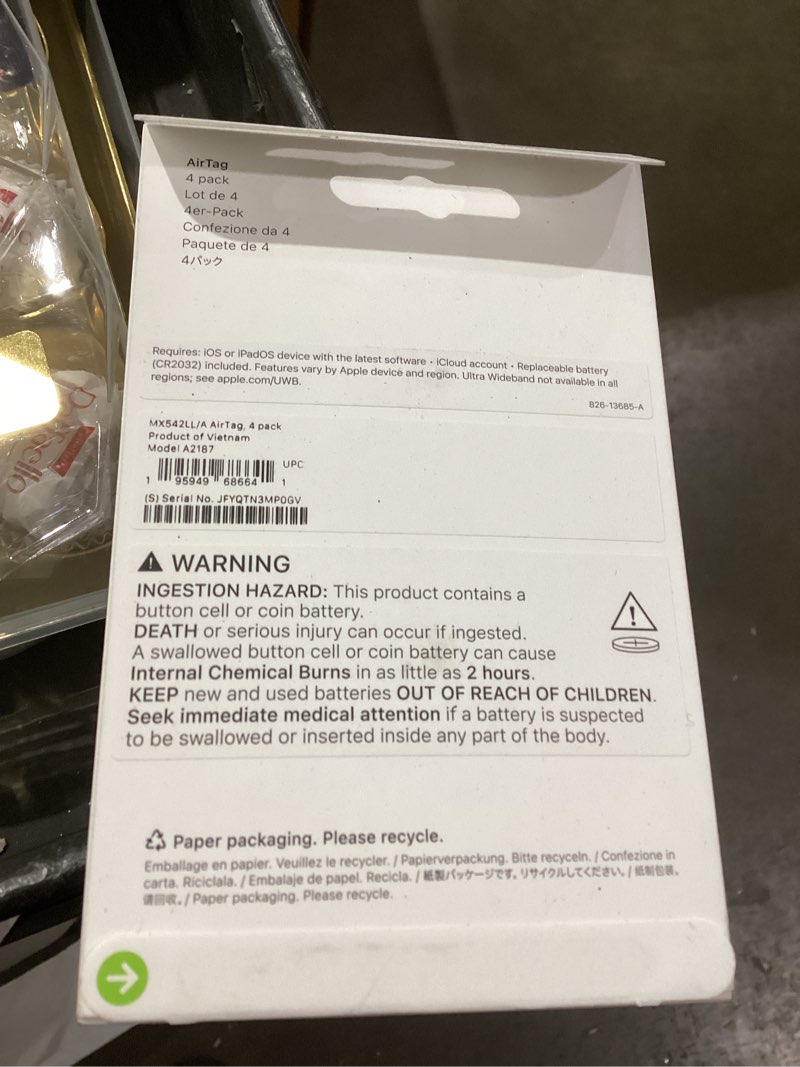 AirTag
4 pack
Lot de 4
4er-Pack
Confezione da 4
Paquete de 4
4パック
Requires: iOS or iPadOS device with the latest software • iCloud account • Replaceable battery
(CR2032) included. Features vary by Apple device and region. Ultra Wideband not available in all
regions; see apple.com/UWB.
826-13685-A
MX542LL/A AirTag, 4 pack
Product of Vietnam
Model A2187
UPC
1 95949 68664 1
(S) Serial No. JFYQTN3MP0GV
WARNING
INGESTION HAZARD: This product contains a
button cell or coin battery.
DEATH or serious injury can occur if ingested.
A swallowed button cell or coin battery can cause
Internal Chemical Burns in as little as 2 hours.
KEEP new and used batteries OUT OF REACH OF CHILDREN.
Seek immediate medical attention if a battery is suspected
to be swallowed or inserted inside any part of the body.
Paper packaging. Please recycle.
Emballage en papier. Veuillez le recycler. / Papierverpackung. Bitte recyceln. / Confezione in
carta. Riciclala. / Embalaje de papel. Recicla. / 紙製パッケージです。リサイクルしてください。/ 纸制包装。
请回收。/ Paper packaging. Please recycle.